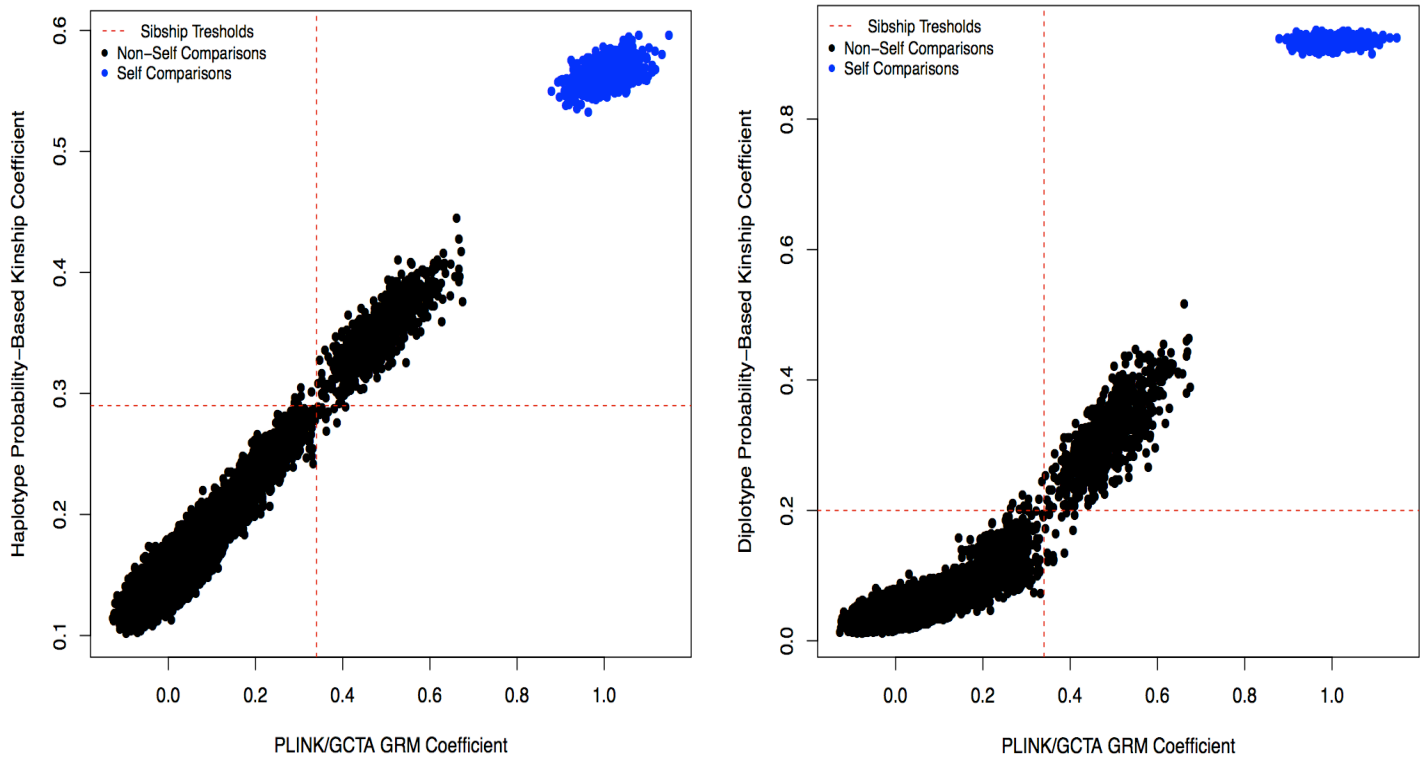 Sibship Tresholds
Non−Self Comparisons
Self Comparisons
Haplotype Probability−Based Kinship Coefficient
0.6
0.5
0.4
0.3
0.2
0.1
0.0 0.2 0.4 0.6 0.8 1.0
PLINK/GCTA GRM Coefficient
Sibship Tresholds
Non−Self Comparisons
Self Comparisons
Diplotype Probability−Based Kinship Coefficient
0.8
0.6
0.4
0.2
0.0
0.0 0.2 0.4 0.6 0.8 1.0
PLINK/GCTA GRM Coefficient